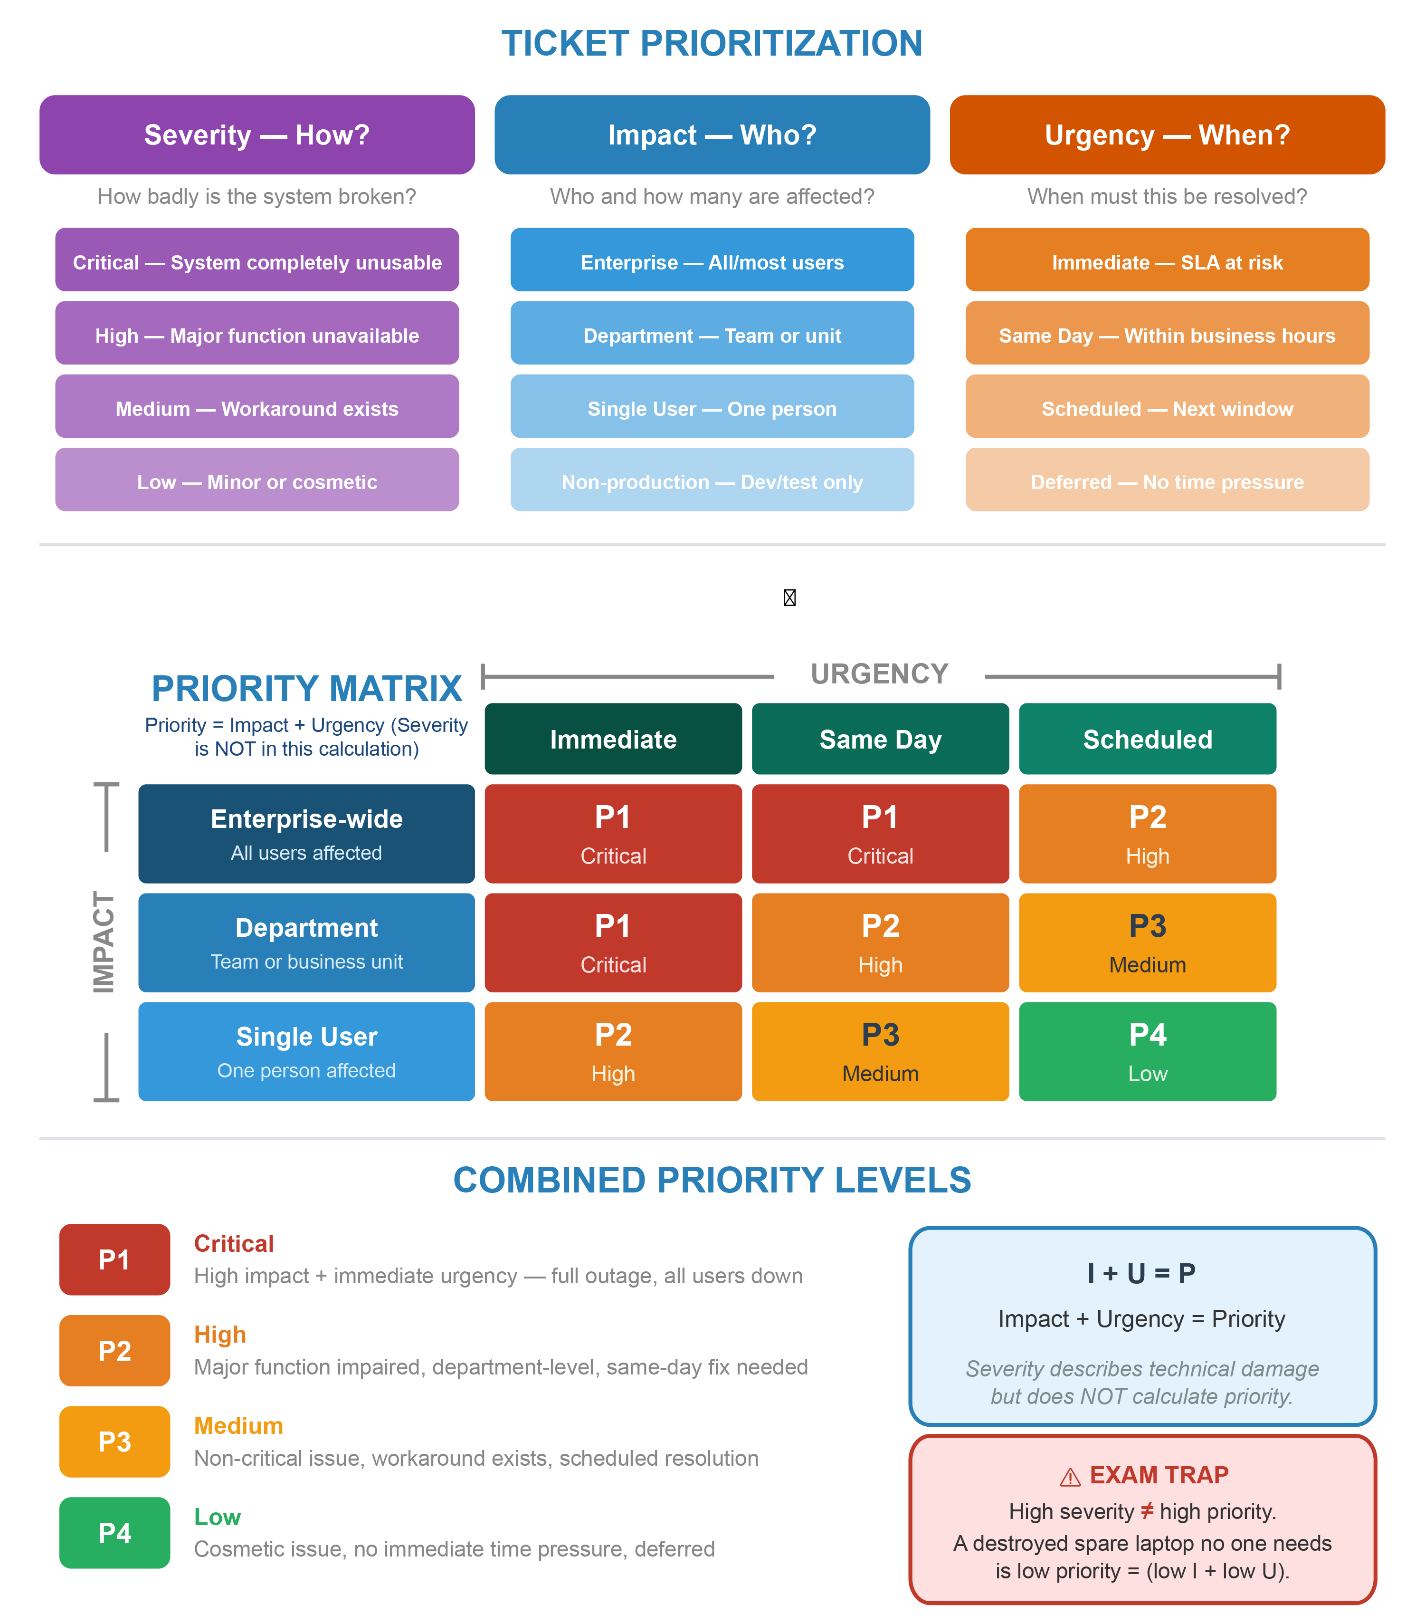 TICKET PRIORITIZATION
Severity — How?
How badly is the system broken?
Critical — System completely unusable
High — Major function unavailable
Medium — Workaround exists
Low — Minor or cosmetic
Impact — Who?
Who and how many are affected?
Enterprise — All/most users
Department — Team or unit
Single User — One person
Non-production — Dev/test only
Urgency — When?
When must this be resolved?
Immediate — SLA at risk
Same Day — Within business hours
Scheduled — Next window
Deferred — No time pressure
PRIORITY MATRIX
Priority = Impact + Urgency (Severity
is NOT in this calculation)
URGENCY
Immediate
Same Day
Scheduled
IMPACT
Enterprise-wide
All users affected
P1
Critical
P1
Critical
P2
High
Department
Team or business unit
P1
Critical
P2
High
P3
Medium
Single User
One person affected
P2
High
P3
Medium
P4
Low
COMBINED PRIORITY LEVELS
P1
Critical
High impact + immediate urgency — full outage, all users down
P2
High
Major function impaired, department-level, same-day fix needed
P3
Medium
Non-critical issue, workaround exists, scheduled resolution
P4
Low
Cosmetic issue, no immediate time pressure, deferred
I + U = P
Impact + Urgency = Priority
Severity describes technical damage
but does NOT calculate priority.
⚠ EXAM TRAP
High severity ≠ high priority.
A destroyed spare laptop no one needs
is low priority = (low I + low U).